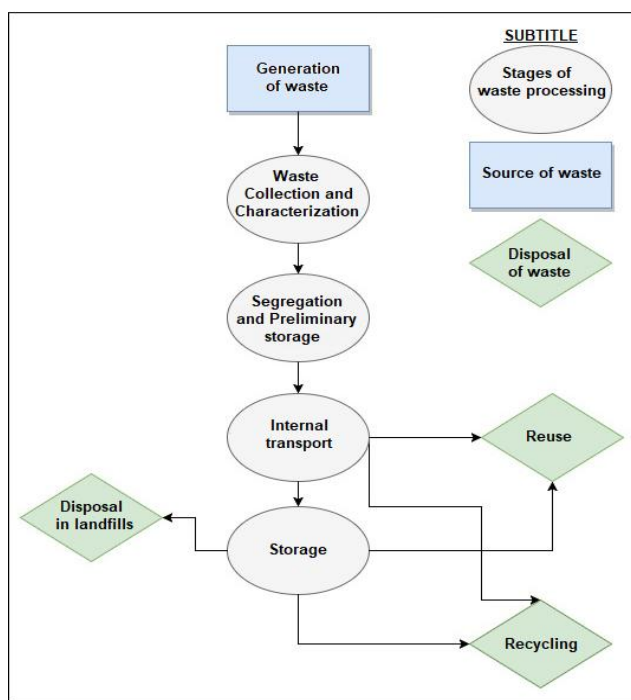 SUBTITLE
Generation
of waste
Stages of
waste processing
Waste
Collection and
Characterization
Source of waste
Disposal
of waste
Segregation
and Preliminary
storage
Internal
transport
Reuse
Disposal
in landfills
Storage
Recycling